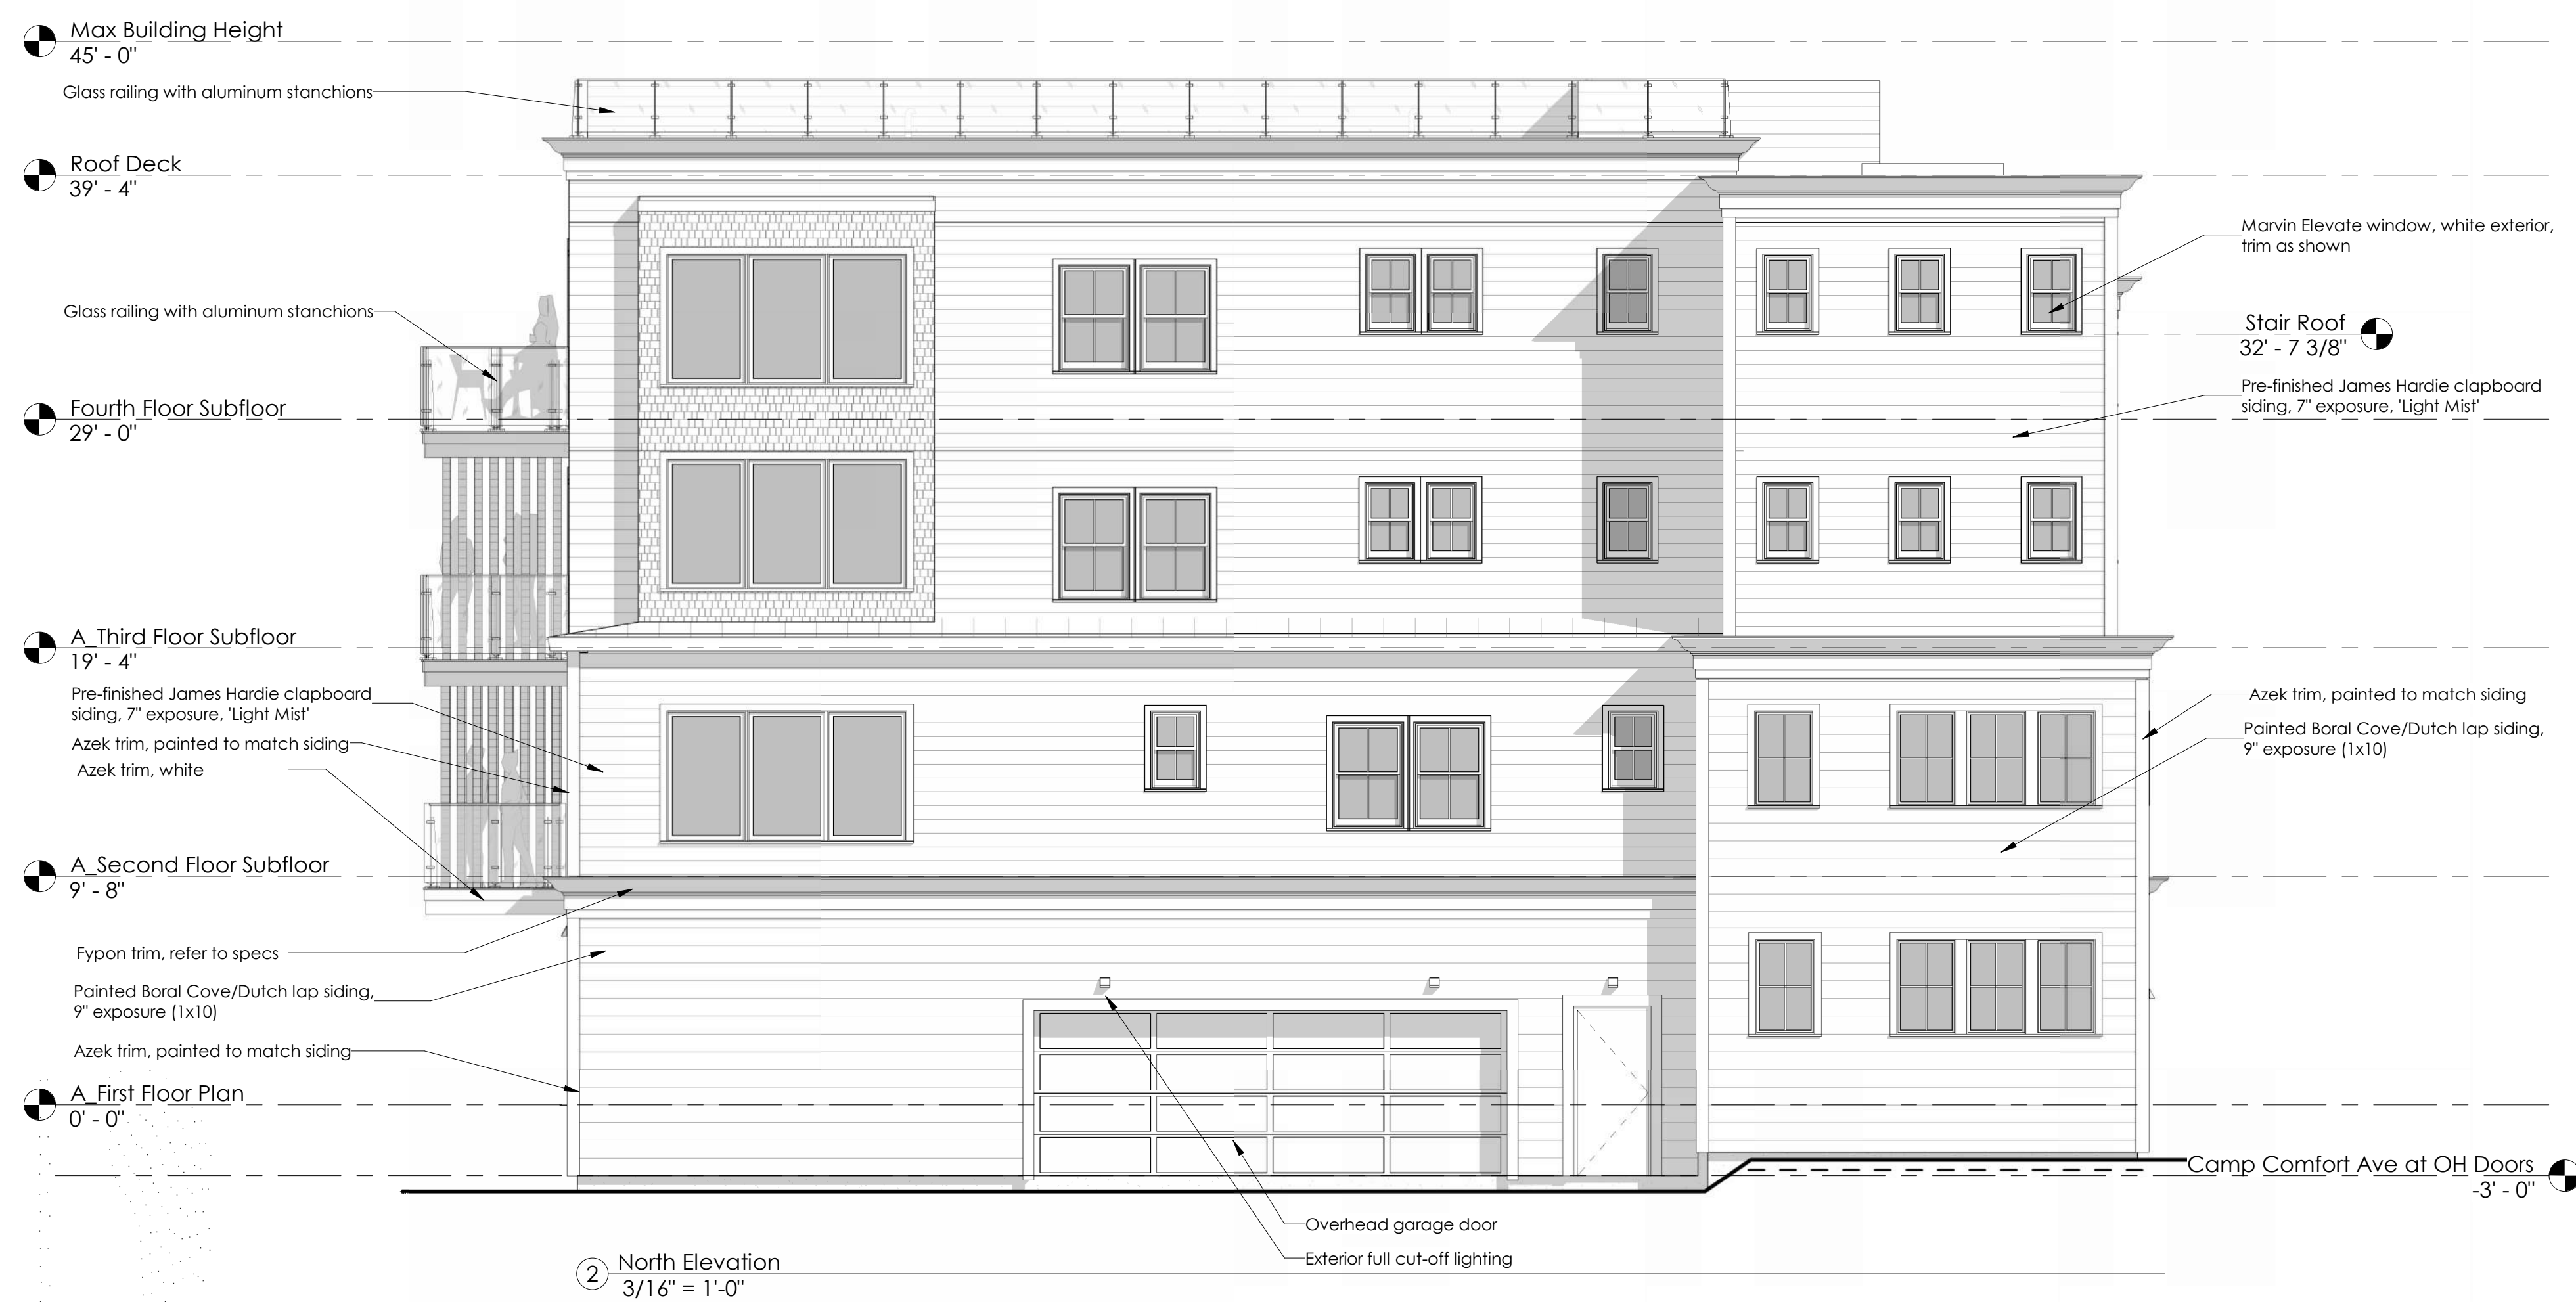 Max Building Height
45' - 0"
Glass railing with aluminum stanchions
Roof Deck
39' - 4"
Marvin Elevate window, white exterior,
trim as shown
Glass railing with aluminum stanchions
Stair Roof
32' - 7 3/8"
Pre-finished James Hardie clapboard
siding, 7" exposure, 'Light Mist'
Fourth Floor Subfloor
29' - 0"
A_Third Floor Subfloor
19' - 4"
Pre-finished James Hardie clapboard
siding, 7" exposure, 'Light Mist'
Azek trim, painted to match siding
Azek trim, white
Azek trim, painted to match siding
Painted Boral Cove/Dutch lap siding,
9" exposure (1x10)
A_Second Floor Subfloor
9' - 8"
Fypon trim, refer to specs
Painted Boral Cove/Dutch lap siding,
9" exposure (1x10)
Azek trim, painted to match siding
A_First Floor Plan
0' - 0"
Camp Comfort Ave at OH Doors
-3' - 0"
Overhead garage door
Exterior full cut-off lighting
2
North Elevation
3/16" = 1'-0"